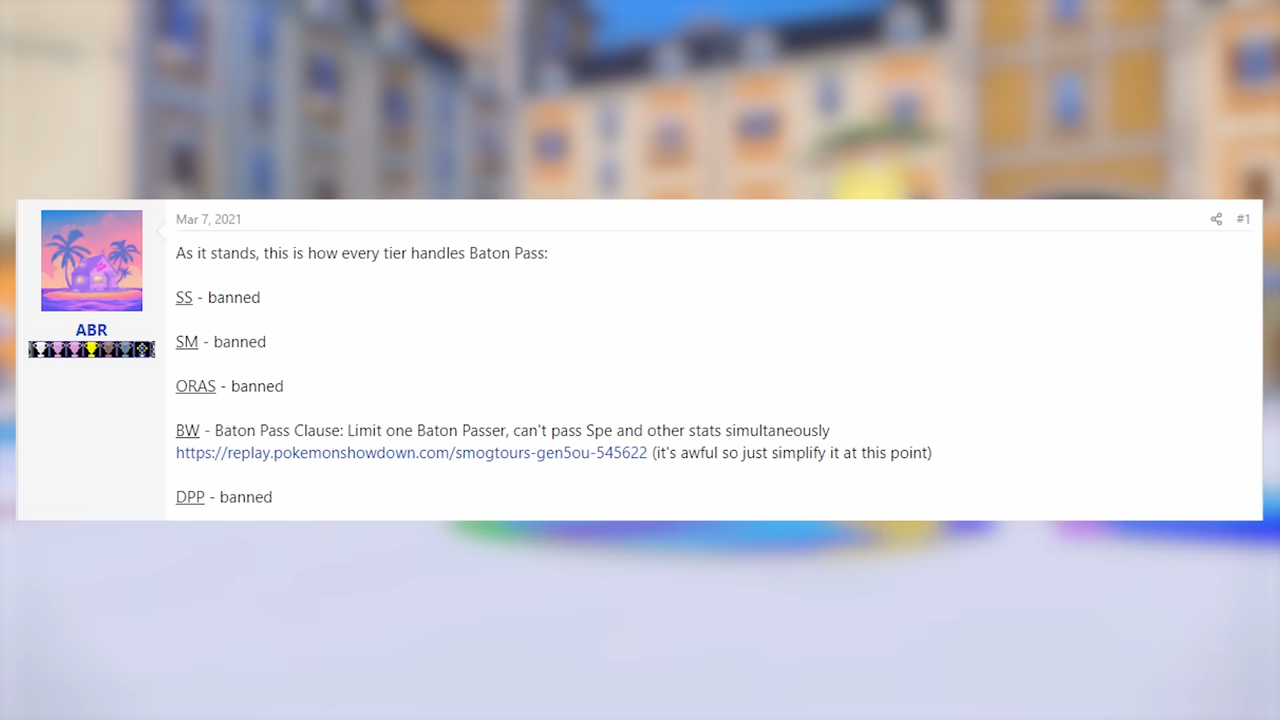 Mar 7, 2021
#1
As it stands, this is how every tier handles Baton Pass:
SS - banned
ABR
SM - banned
ORAS - banned
BW - Baton Pass Clause: Limit one Baton Passer, can't pass Spe and other stats simultaneously
https://replay.pokemonshowdown.com/smogtours-gen5ou-545622 (it's awful so just simplify it at this point)
DPP - banned